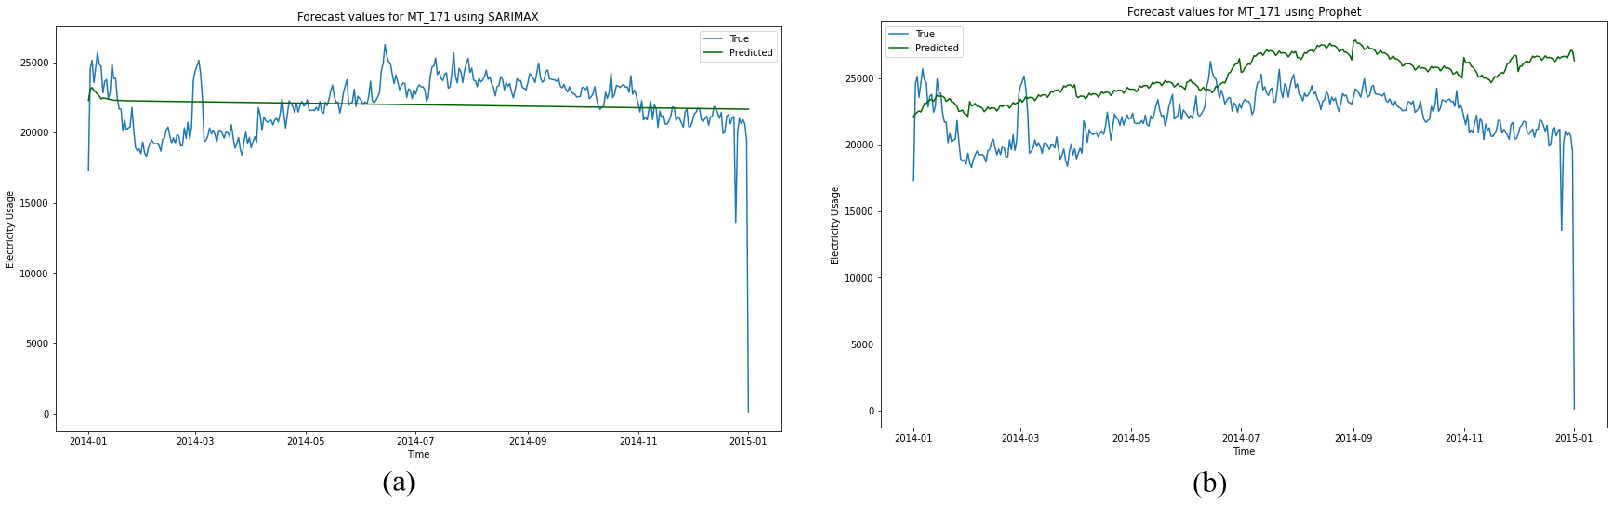 Forecast values for MT_171 using SARIMAX
True
Predicted
25000
20000
15000
10000
5000
0
Electricity Usage
2014-01 2014-03 2014-05 2014-07 2014-09 2014-11 2015-01
Time
(a)
Forecast values for MT_171 using Prophet
True
Predicted
25000
20000
15000
10000
5000
0
Electricity Usage
2014-01 2014-03 2014-05 2014-07 2014-09 2014-11 2015-01
Time
(b)